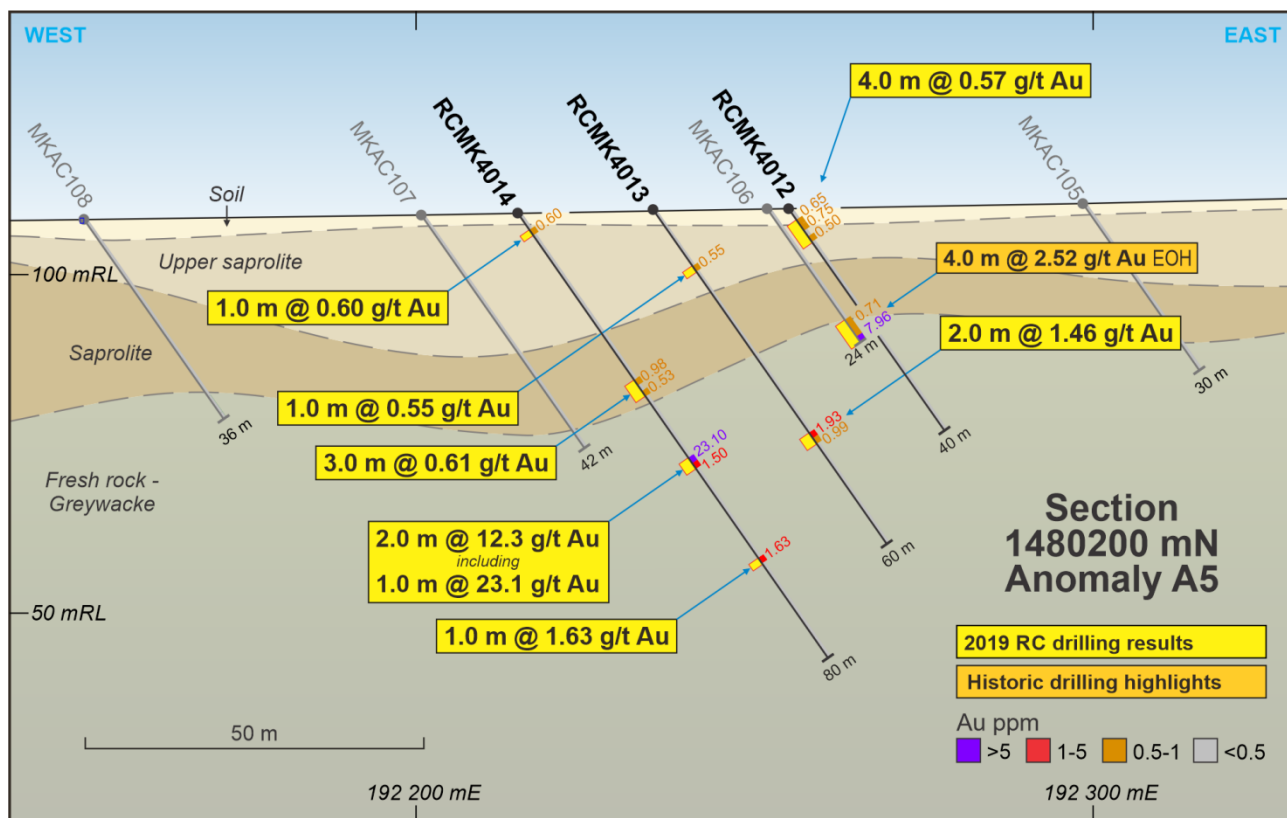 WEST
EAST
4.0 m @ 0.57 g/t Au
MKAC108
MKAC107
RCMK4014
RCMK4013
MKAC106
RCMK4012
MKAC105
Soil
0.60
0.65
0.75
0.50
Upper saprolite
100 mRL
0.55
4.0 m @ 2.52 g/t Au EOH
1.0 m @ 0.60 g/t Au
0.71
7.96
2.0 m @ 1.46 g/t Au
24 m
Saprolite
30 m
0.98
0.53
1.0 m @ 0.55 g/t Au
36 m
1.93
0.99
40 m
3.0 m @ 0.61 g/t Au
42 m
23.10
1.50
Fresh rock -
Greywacke
2.0 m @ 12.3 g/t Au
including
1.0 m @ 23.1 g/t Au
60 m
1.63
Section
1480200 mN
Anomaly A5
50 mRL
1.0 m @ 1.63 g/t Au
80 m
2019 RC drilling results
Historic drilling highlights
Au ppm
>5
1-5
0.5-1
<0.5
50 m
192 200 mE
192 300 mE